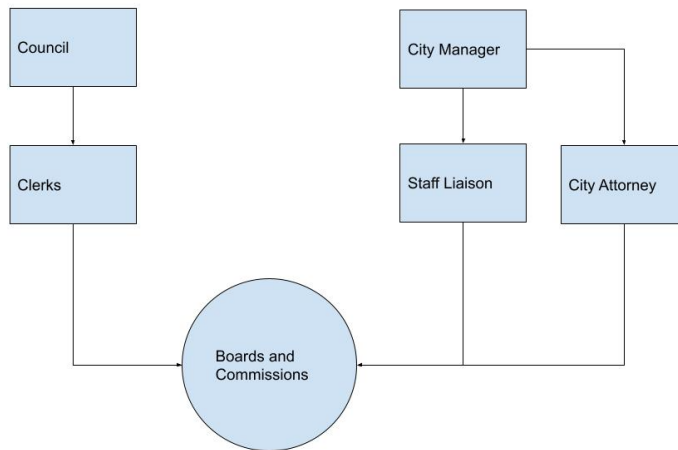 Council
City Manager
Clerks
Staff Liaison
City Attorney
Boards and
Commissions